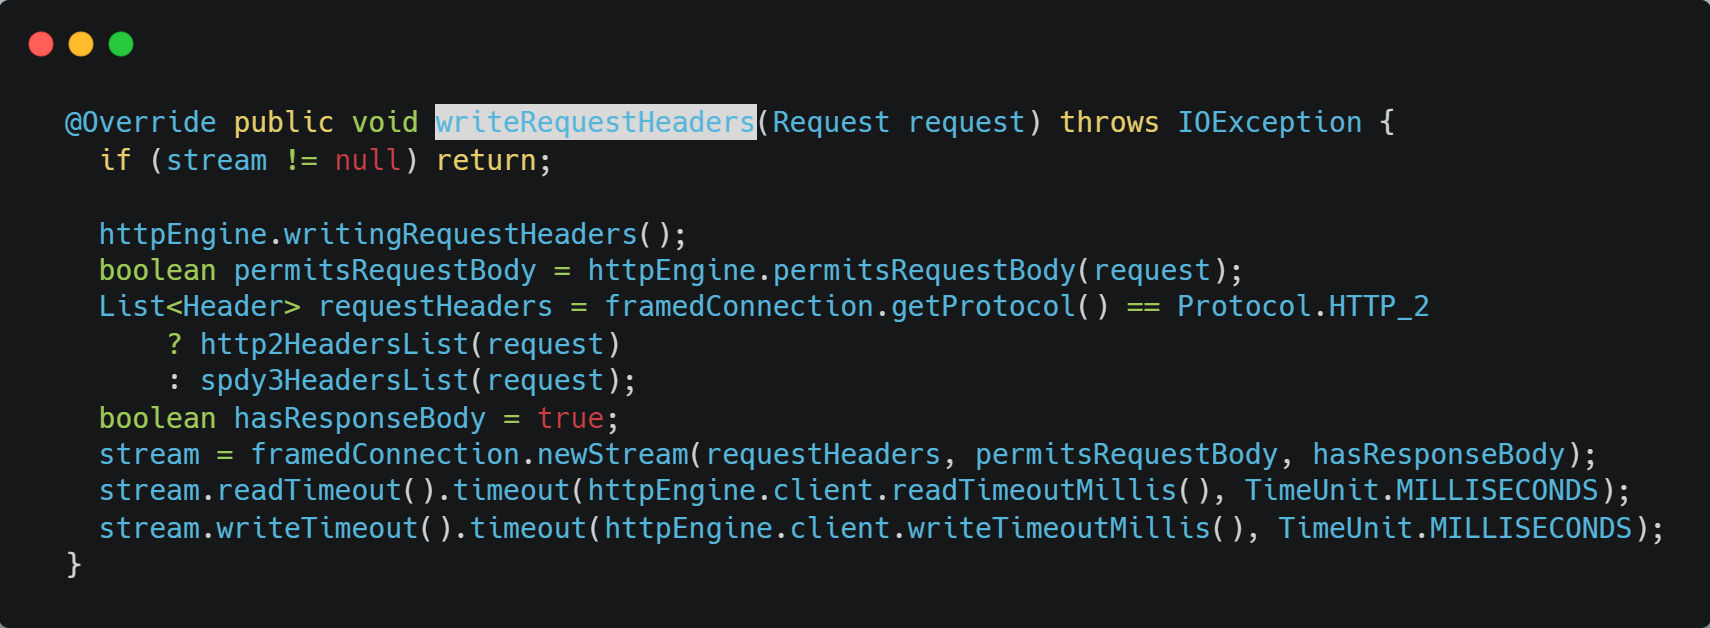 @Override public void writeRequestHeaders(Request request) throws IOException {
  if (stream != null) return;

  httpEngine.writingRequestHeaders();
  boolean permitsRequestBody = httpEngine.permitsRequestBody(request);
  List<Header> requestHeaders = framedConnection.getProtocol() == Protocol.HTTP_2
      ? http2HeadersList(request)
      : spdy3HeadersList(request);
  boolean hasResponseBody = true;
  stream = framedConnection.newStream(requestHeaders, permitsRequestBody, hasResponseBody);
  stream.readTimeout().timeout(httpEngine.client.readTimeoutMillis(), TimeUnit.MILLISECONDS);
  stream.writeTimeout().timeout(httpEngine.client.writeTimeoutMillis(), TimeUnit.MILLISECONDS);
}